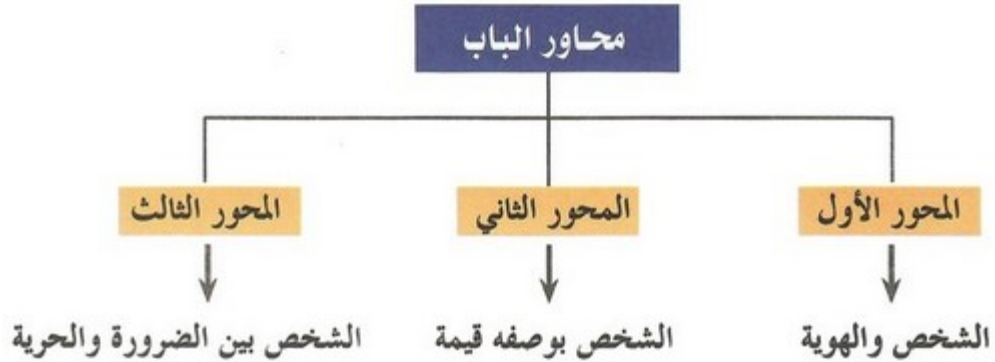 محاور الباب
المحور الأول
المحور الثاني
المحور الثالث
الشخص والهوية
الشخص بوصفه قيمة
الشخص بين الضرورة والحرية